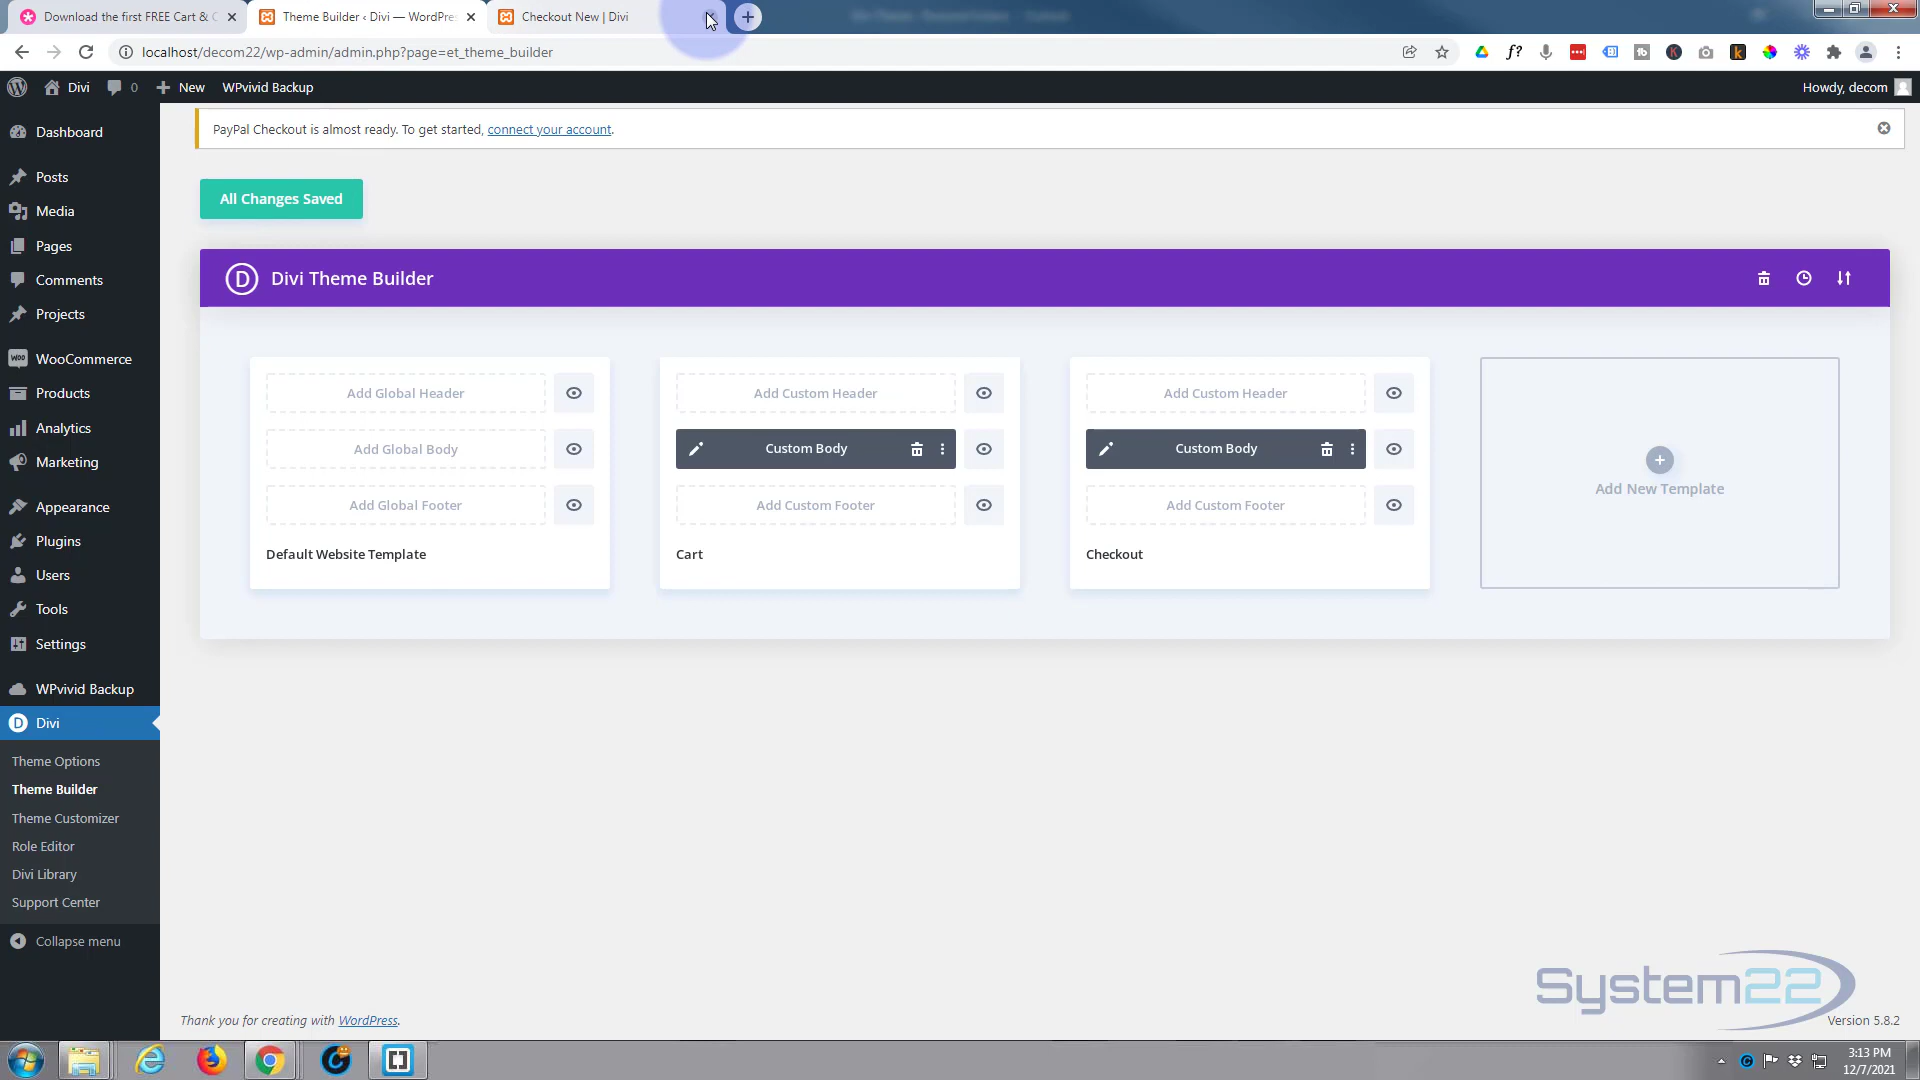 Download the first FREE Cart & C
Theme Builder ‹ Divi — WordPres
Checkout New | Divi
localhost/decom22/wp-admin/admin.php?page=et_theme_builder
Divi
0
New
WPvivid Backup
Howdy, decom
Dashboard
Posts
Media
Pages
Comments
Projects
WooCommerce
Products
Analytics
Marketing
Appearance
Plugins
Users
Tools
Settings
WPvivid Backup
Divi
Theme Options
Theme Builder
Theme Customizer
Role Editor
Divi Library
Support Center
Collapse menu
PayPal Checkout is almost ready. To get started, connect your account.
All Changes Saved
D Divi Theme Builder
Add Global Header
Add Global Body
Add Global Footer
Default Website Template
Add Custom Header
Custom Body
Add Custom Footer
Cart
Add Custom Header
Custom Body
Add Custom Footer
Checkout
Add New Template
System22
Thank you for creating with WordPress.
Version 5.8.2
3:13 PM
12/7/2021